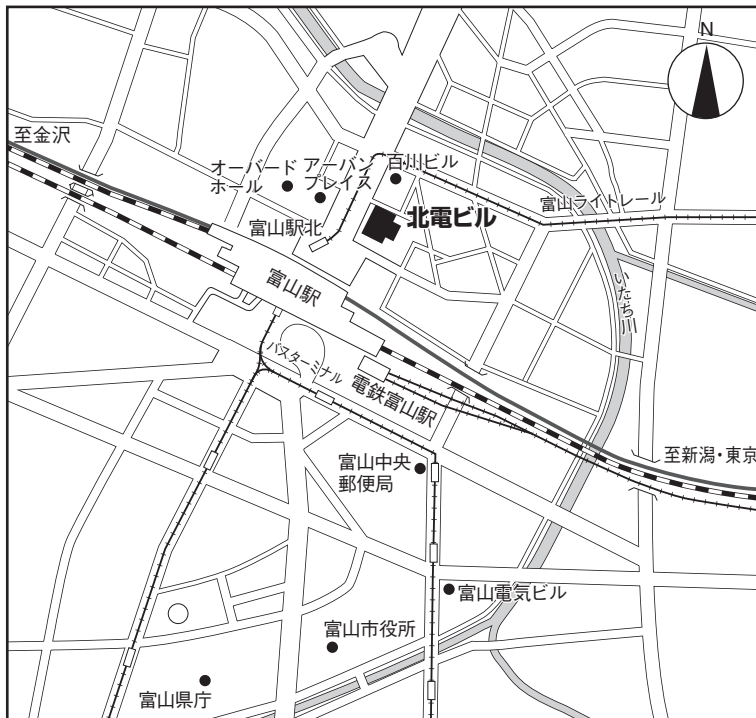 N
至金沢
オーバード
ホール
アーバン
プレイス
百川ビル
富山ライトレール
富山駅北
北電ビル
富山駅
いたち川
バスターミナル
電鉄富山駅
至新潟・東京
富山中央
郵便局
富山電気ビル
富山市役所
富山県庁